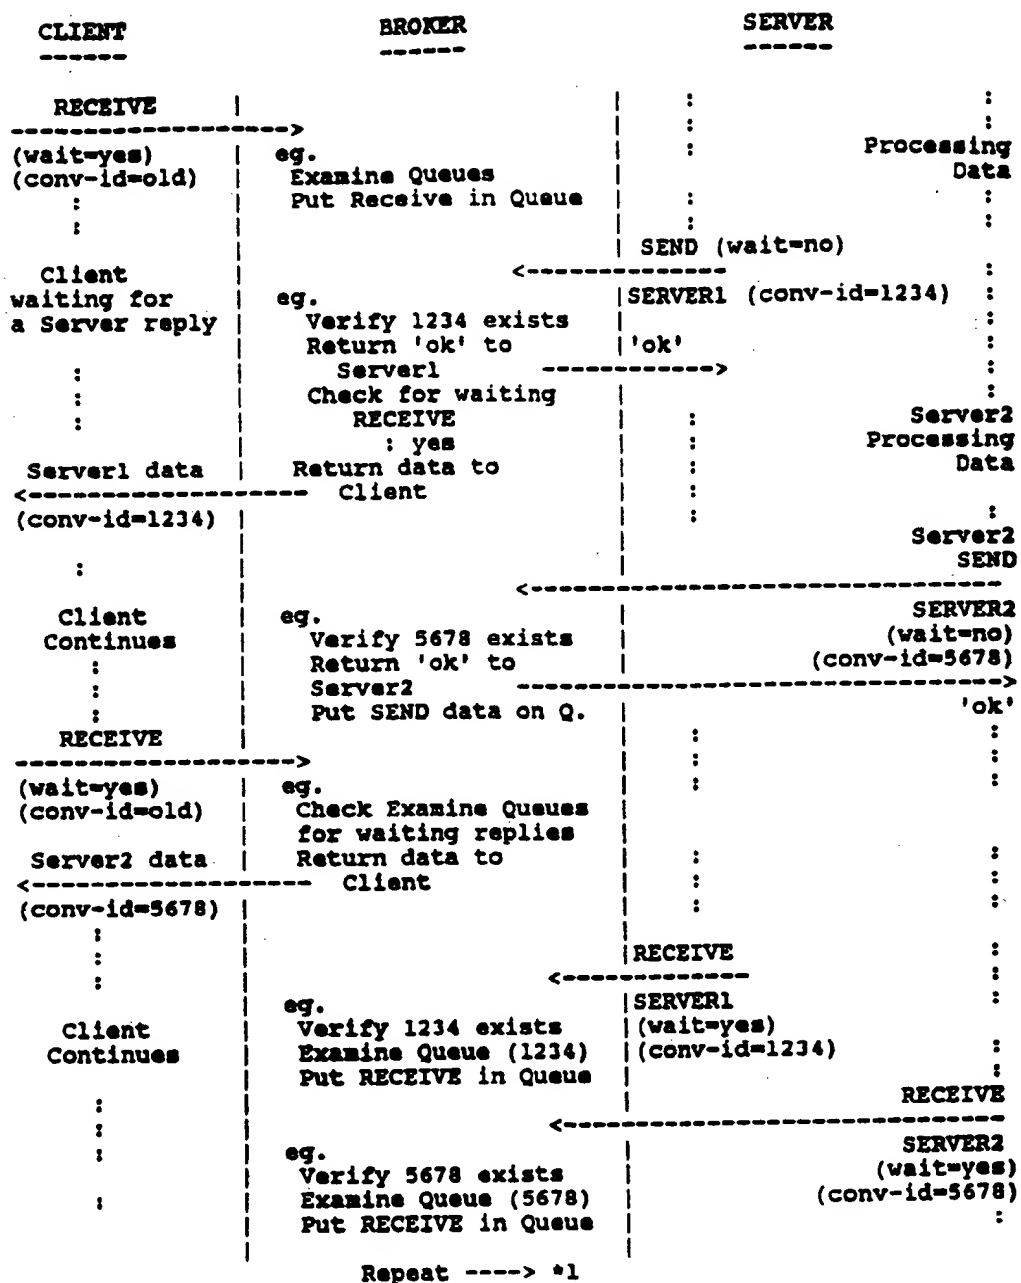 CLIENT BROKER SERVER
------ ------ ------
RECEIVE | | : :
--------------------> | : :
(wait=yes) | eg. | : Processing
(conv-id=old) | Examine Queues | Data
: | Put Receive in Queue | : :
: | | : :
| | SEND (wait=no)
Client | <-------------- :
waiting for | eg. |SERVER1 (conv-id=1234) :
a Server reply | Verify 1234 exists | :
| Return 'ok' to |'ok' :
: | Server1 -------------> :
: | Check for waiting | :
: | RECEIVE | : Server2
| : yes | : Processing
Server1 data | Return data to | : Data
<-------------------- Client | :
(conv-id=1234) | | : :
| | Server2
: | | SEND
| <-----------------------------------
Client | eg. | SERVER2
Continues | Verify 5678 exists | (wait=no)
: | Return 'ok' to | (conv-id=5678)
: | Server2 ----------------------------------->
: | Put SEND data on Q. | 'ok'
RECEIVE | | : :
---------------------> | : :
(wait=yes) | eg. | : :
(conv-id=old) | Check Examine Queues |
| for waiting replies |
Server2 data | Return data to | : :
<--------------------- Client | : :
(conv-id=5678) | | : :
: | |
: | |RECEIVE :
: | <-------------- :
| eg. |SERVER1 :
Client | Verify 1234 exists |(wait=yes)
Continues | Examine Queue (1234) |(conv-id=1234) :
| Put RECEIVE in Queue | :
: | | RECEIVE
: | <--------------------------------
: | eg. | SERVER2
| Verify 5678 exists | (wait=yes)
: | Examine Queue (5678) | (conv-id=5678)
| Put RECEIVE in Queue | :
| |
Repeat ----> *1